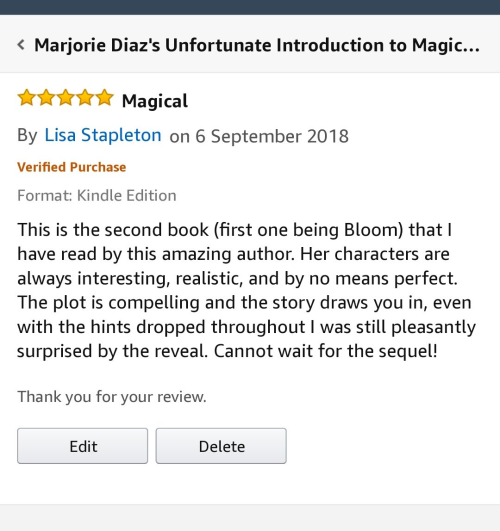 Marjorie Diaz's Unfortunate Introduction to Magic...
Magical
By Lisa Stapleton on 6 September 2018
Verified Purchase
Format: Kindle Edition
This is the second book (first one being Bloom) that I
have read by this amazing author. Her characters are
always interesting, realistic, and by no means perfect.
The plot is compelling and the story draws you in, even
with the hints dropped throughout I was still pleasantly
surprised by the reveal. Cannot wait for the sequel!
Thank you for your review.
Edit Delete